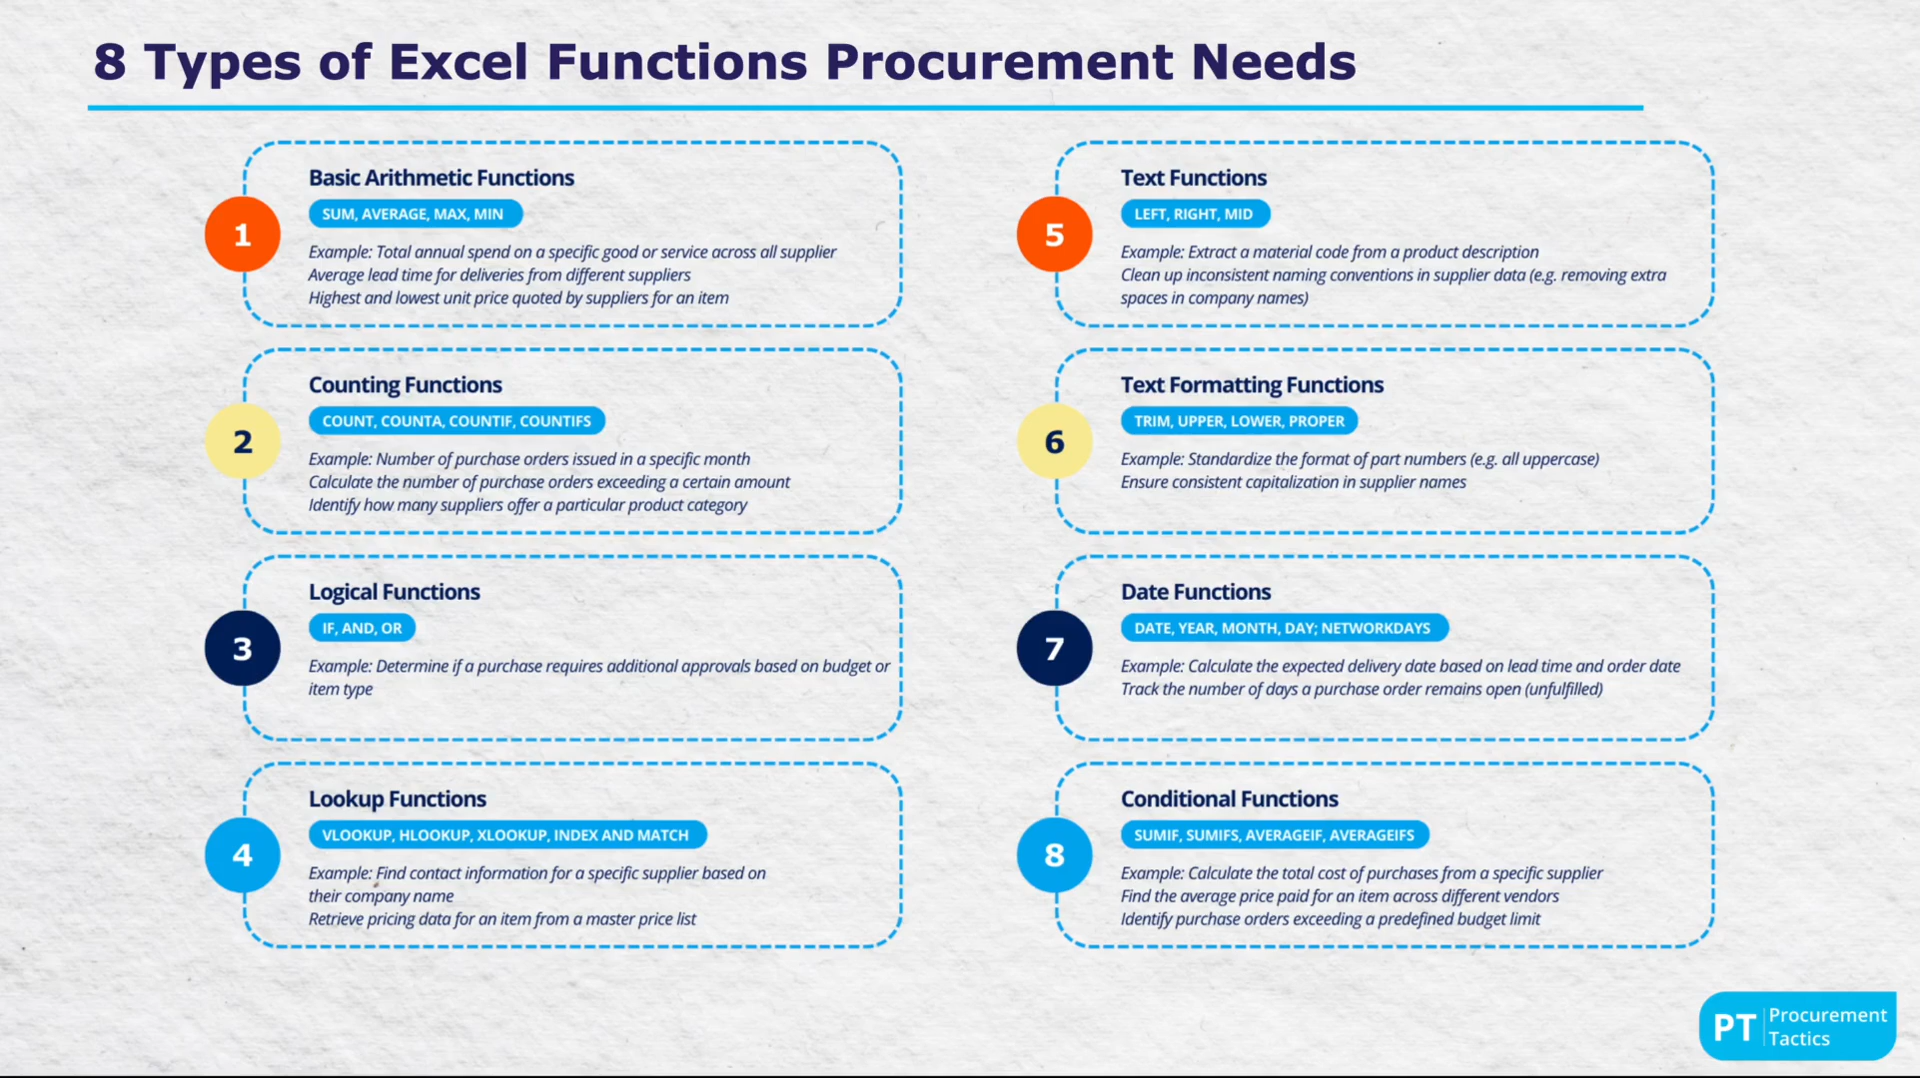 8 Types of Excel Functions Procurement Needs
1
Basic Arithmetic Functions
SUM, AVERAGE, MAX, MIN
Example: Total annual spend on a specific good or service across all supplier
Average lead time for deliveries from different suppliers
Highest and lowest unit price quoted by suppliers for an item
2
Counting Functions
COUNT, COUNTA, COUNTIF, COUNTIFS
Example: Number of purchase orders issued in a specific month
Calculate the number of purchase orders exceeding a certain amount
Identify how many suppliers offer a particular product category
3
Logical Functions
IF, AND, OR
Example: Determine if a purchase requires additional approvals based on budget or
item type
4
Lookup Functions
VLOOKUP, HLOOKUP, XLOOKUP, INDEX AND MATCH
Example: Find contact information for a specific supplier based on
their company name
Retrieve pricing data for an item from a master price list
5
Text Functions
LEFT, RIGHT, MID
Example: Extract a material code from a product description
Clean up inconsistent naming conventions in supplier data (e.g. removing extra
spaces in company names)
6
Text Formatting Functions
TRIM, UPPER, LOWER, PROPER
Example: Standardize the format of part numbers (e.g. all uppercase)
Ensure consistent capitalization in supplier names
7
Date Functions
DATE, YEAR, MONTH, DAY; NETWORKDAYS
Example: Calculate the expected delivery date based on lead time and order date
Track the number of days a purchase order remains open (unfulfilled)
8
Conditional Functions
SUMIF, SUMIFS, AVERAGEIF, AVERAGEIFS
Example: Calculate the total cost of purchases from a specific supplier
Find the average price paid for an item across different vendors
Identify purchase orders exceeding a predefined budget limit
PT
Procurement
Tactics